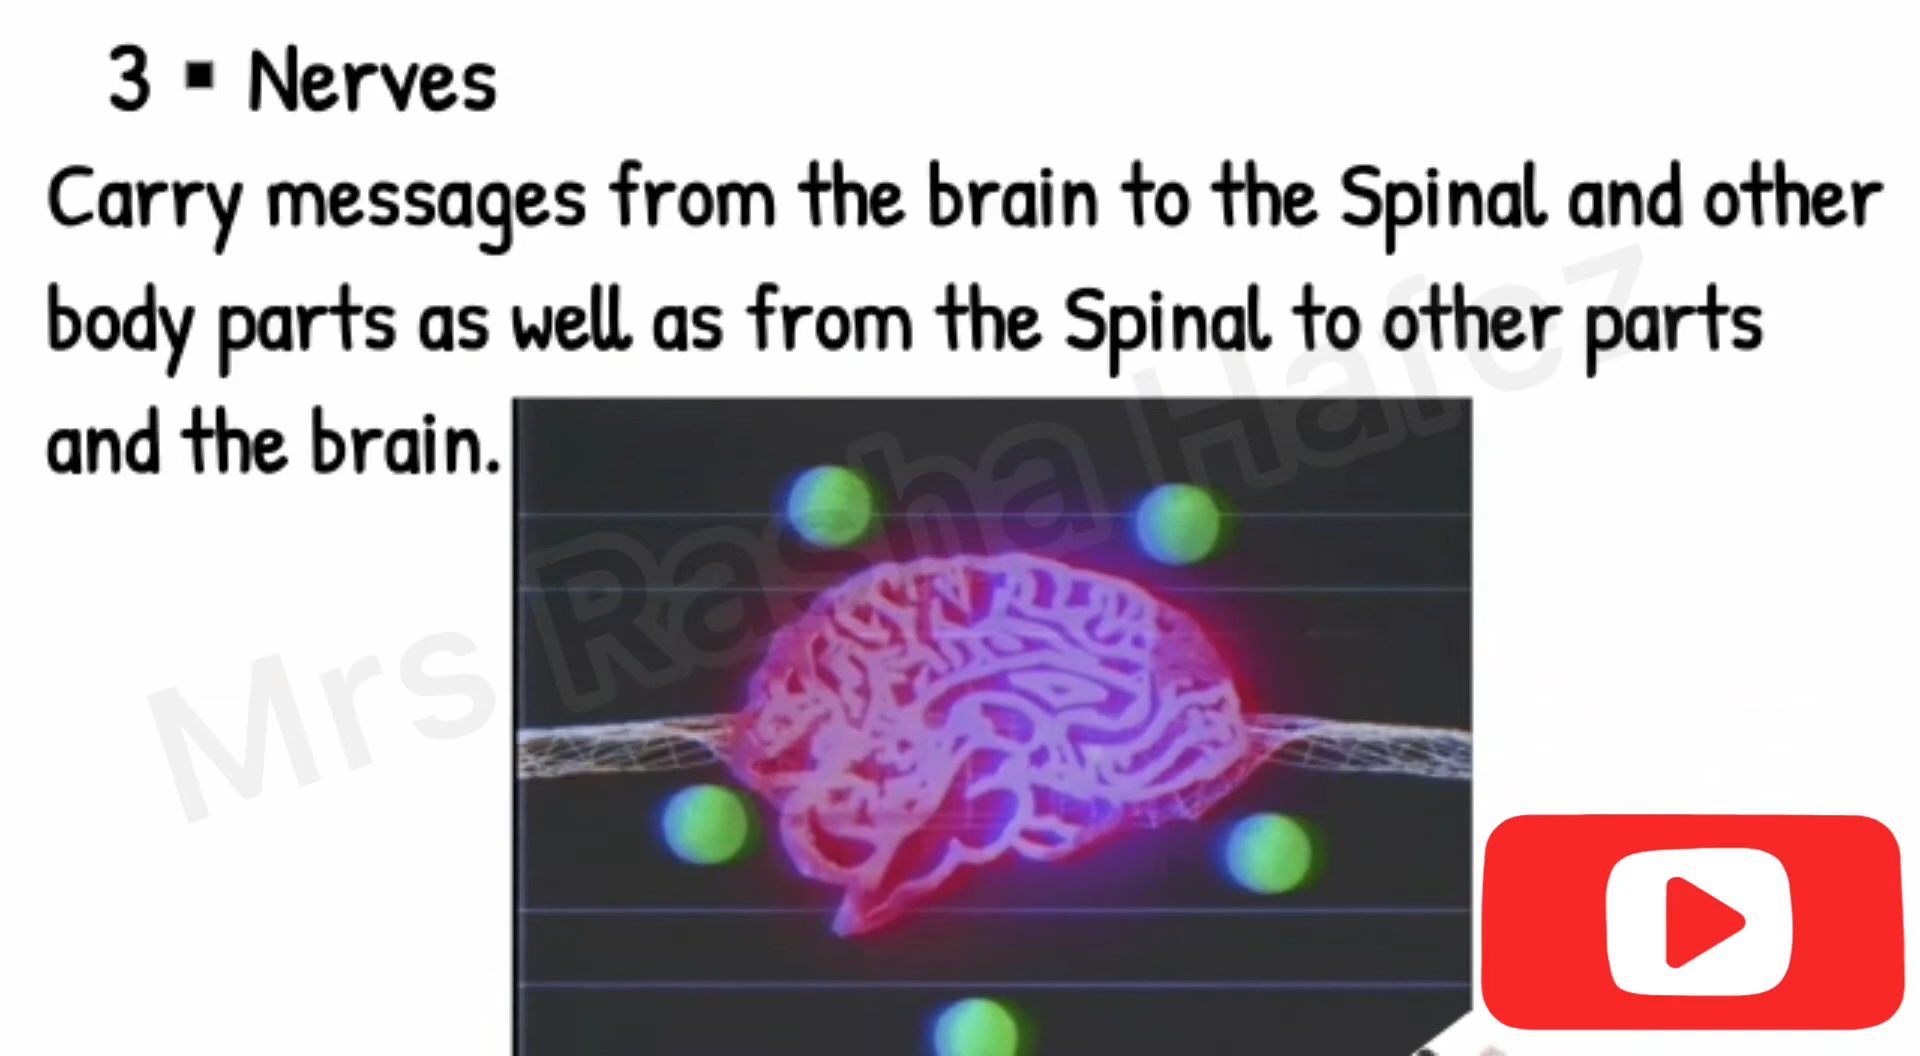 3 ▪ Nerves
Carry messages from the brain to the Spinal and other
body parts as well as from the Spinal to other parts
and the brain.
Mrs Rasha Hafez